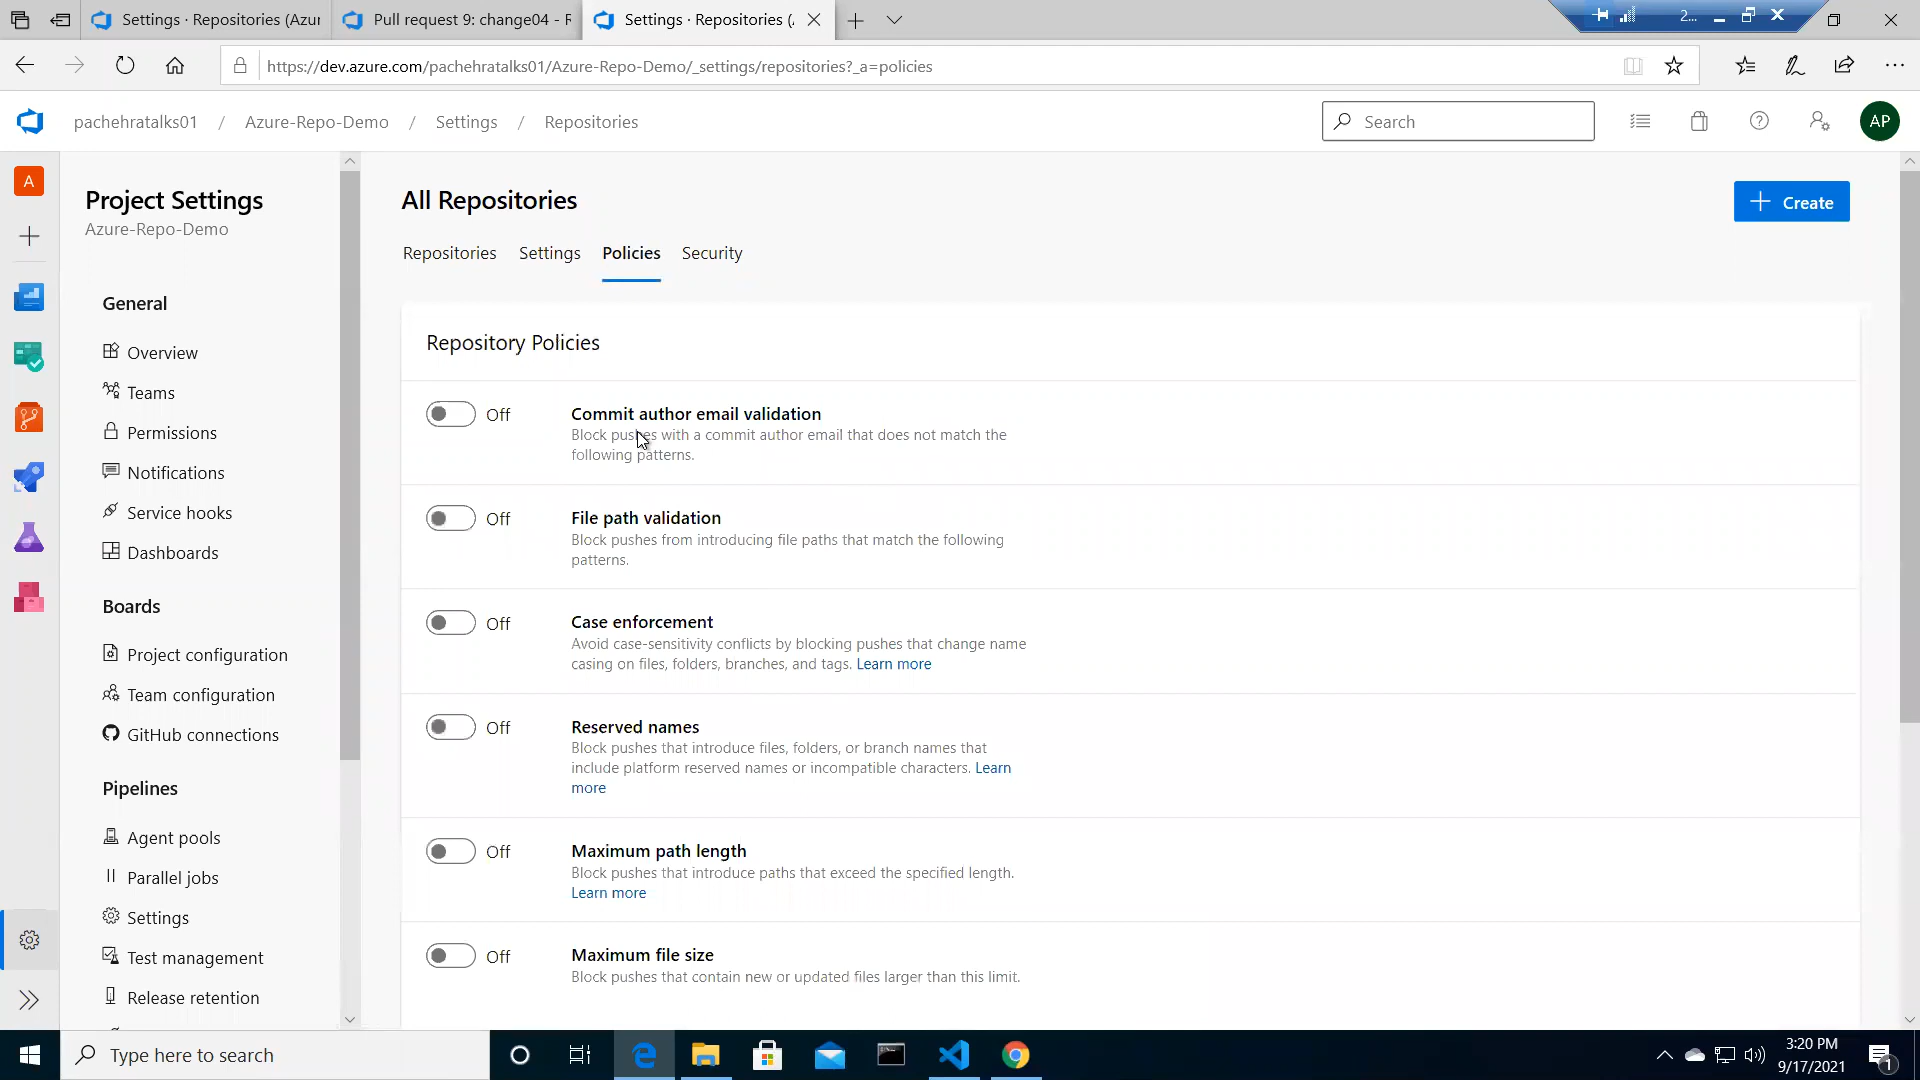 Settings · Repositories (Azur
Pull request 9: change04 - R
Settings · Repositories (
2...
https://dev.azure.com/pachehratalks01/Azure-Repo-Demo/_settings/repositories?_a=policies
pachehratalks01 / Azure-Repo-Demo / Settings / Repositories
Search
AP
A
Project Settings
Azure-Repo-Demo
General
Overview
Teams
Permissions
Notifications
Service hooks
Dashboards
Boards
Project configuration
Team configuration
GitHub connections
Pipelines
Agent pools
Parallel jobs
Settings
Test management
Release retention
All Repositories
Create
Repositories Settings Policies Security
Repository Policies
Off Commit author email validation
Block pushes with a commit author email that does not match the
following patterns.
Off File path validation
Block pushes from introducing file paths that match the following
patterns.
Off Case enforcement
Avoid case-sensitivity conflicts by blocking pushes that change name
casing on files, folders, branches, and tags. Learn more
Off Reserved names
Block pushes that introduce files, folders, or branch names that
include platform reserved names or incompatible characters. Learn
more
Off Maximum path length
Block pushes that introduce paths that exceed the specified length.
Learn more
Off Maximum file size
Block pushes that contain new or updated files larger than this limit.
Type here to search
3:20 PM
9/17/2021
1